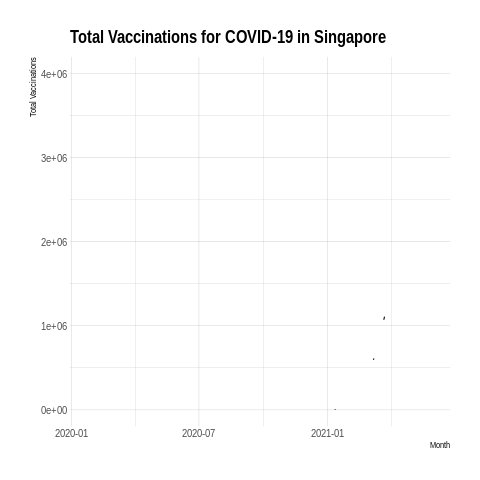 Total Vaccinations for COVID-19 in Singapore
Total Vaccinations
4e+06
3e+06
2e+06
1e+06
0e+00
2020-01 2020-07 2021-01
Month